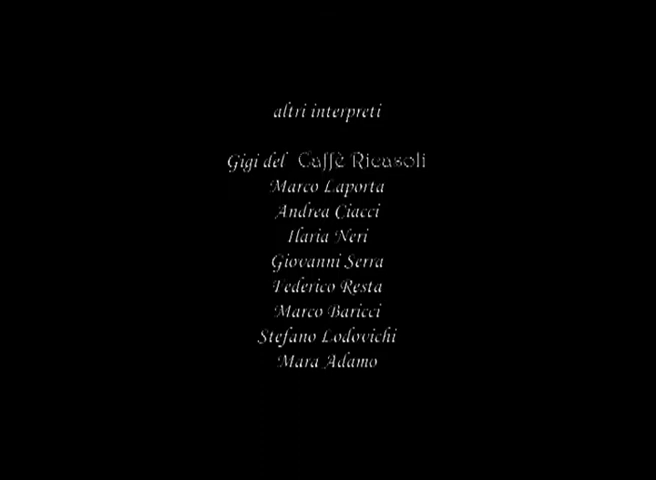 altri interpreti
Gigi del Caffè Ricasoli
Marco Laporta
Andrea Ciacci
Ilaria Neri
Giovanni Serra
Federico Resta
Marco Baricci
Stefano Lodovichi
Mara Adamo